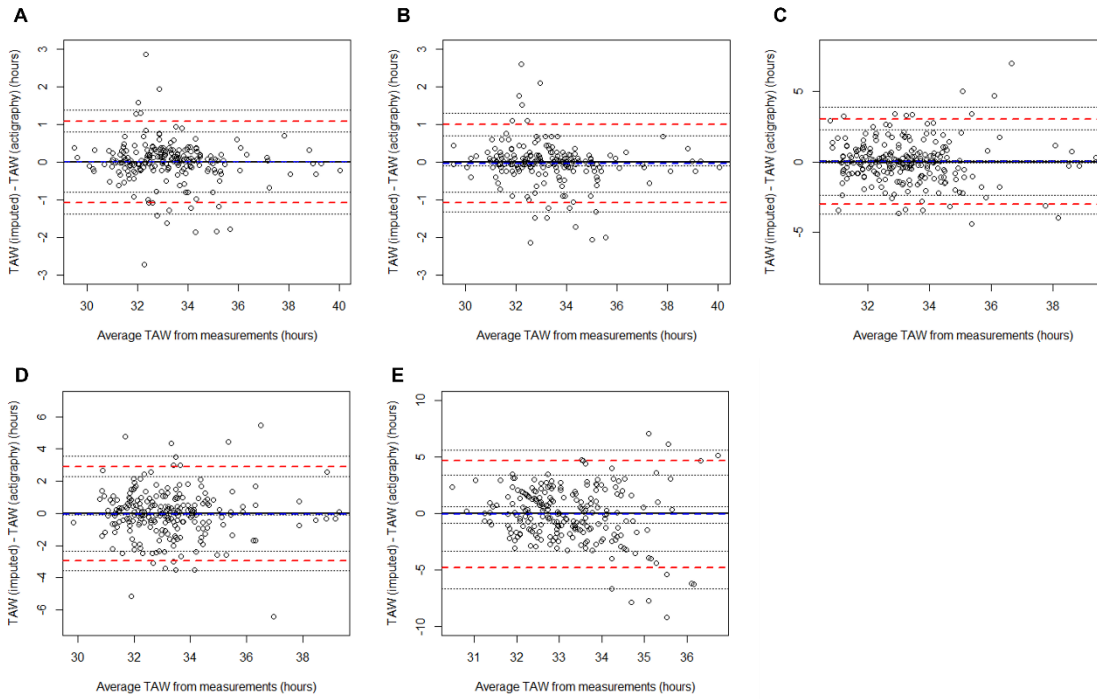 A
B
C
TAW (imputed) - TAW (actigraphy) (hours)
3
2
1
0
-1
-2
-3
30 32 34 36 38 40
Average TAW from measurements (hours)
TAW (imputed) - TAW (actigraphy) (hours)
3
2
1
0
-1
-2
-3
30 32 34 36 38 40
Average TAW from measurements (hours)
TAW (imputed) - TAW (actigraphy) (hours)
5
0
-5
32 34 36 38
Average TAW from measurements (hours)
D
E
TAW (imputed) - TAW (actigraphy) (hours)
6
4
2
0
-2
-4
-6
30 32 34 36 38
Average TAW from measurements (hours)
TAW (imputed) - TAW (actigraphy) (hours)
10
5
0
-5
-10
31 32 33 34 35 36
Average TAW from measurements (hours)